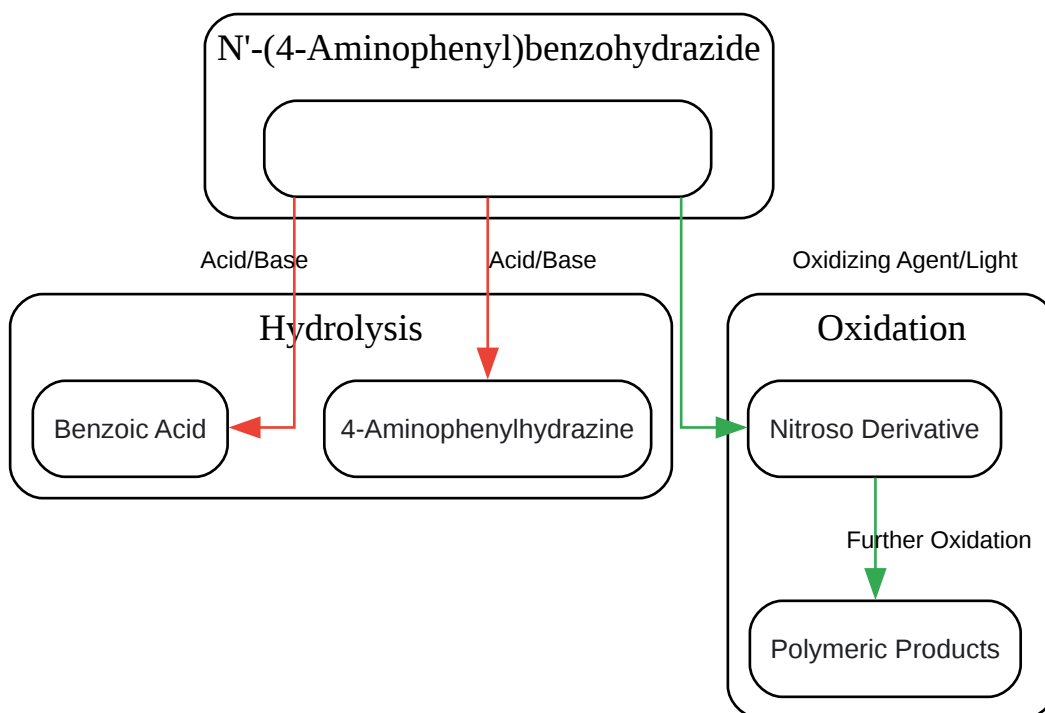 N'-(4-Aminophenyl)benzohydrazide
Acid/Base
Acid/Base
Oxidizing Agent/Light
Hydrolysis
Oxidation
Benzoic Acid
4-Aminophenylhydrazine
Nitroso Derivative
Further Oxidation
Polymeric Products